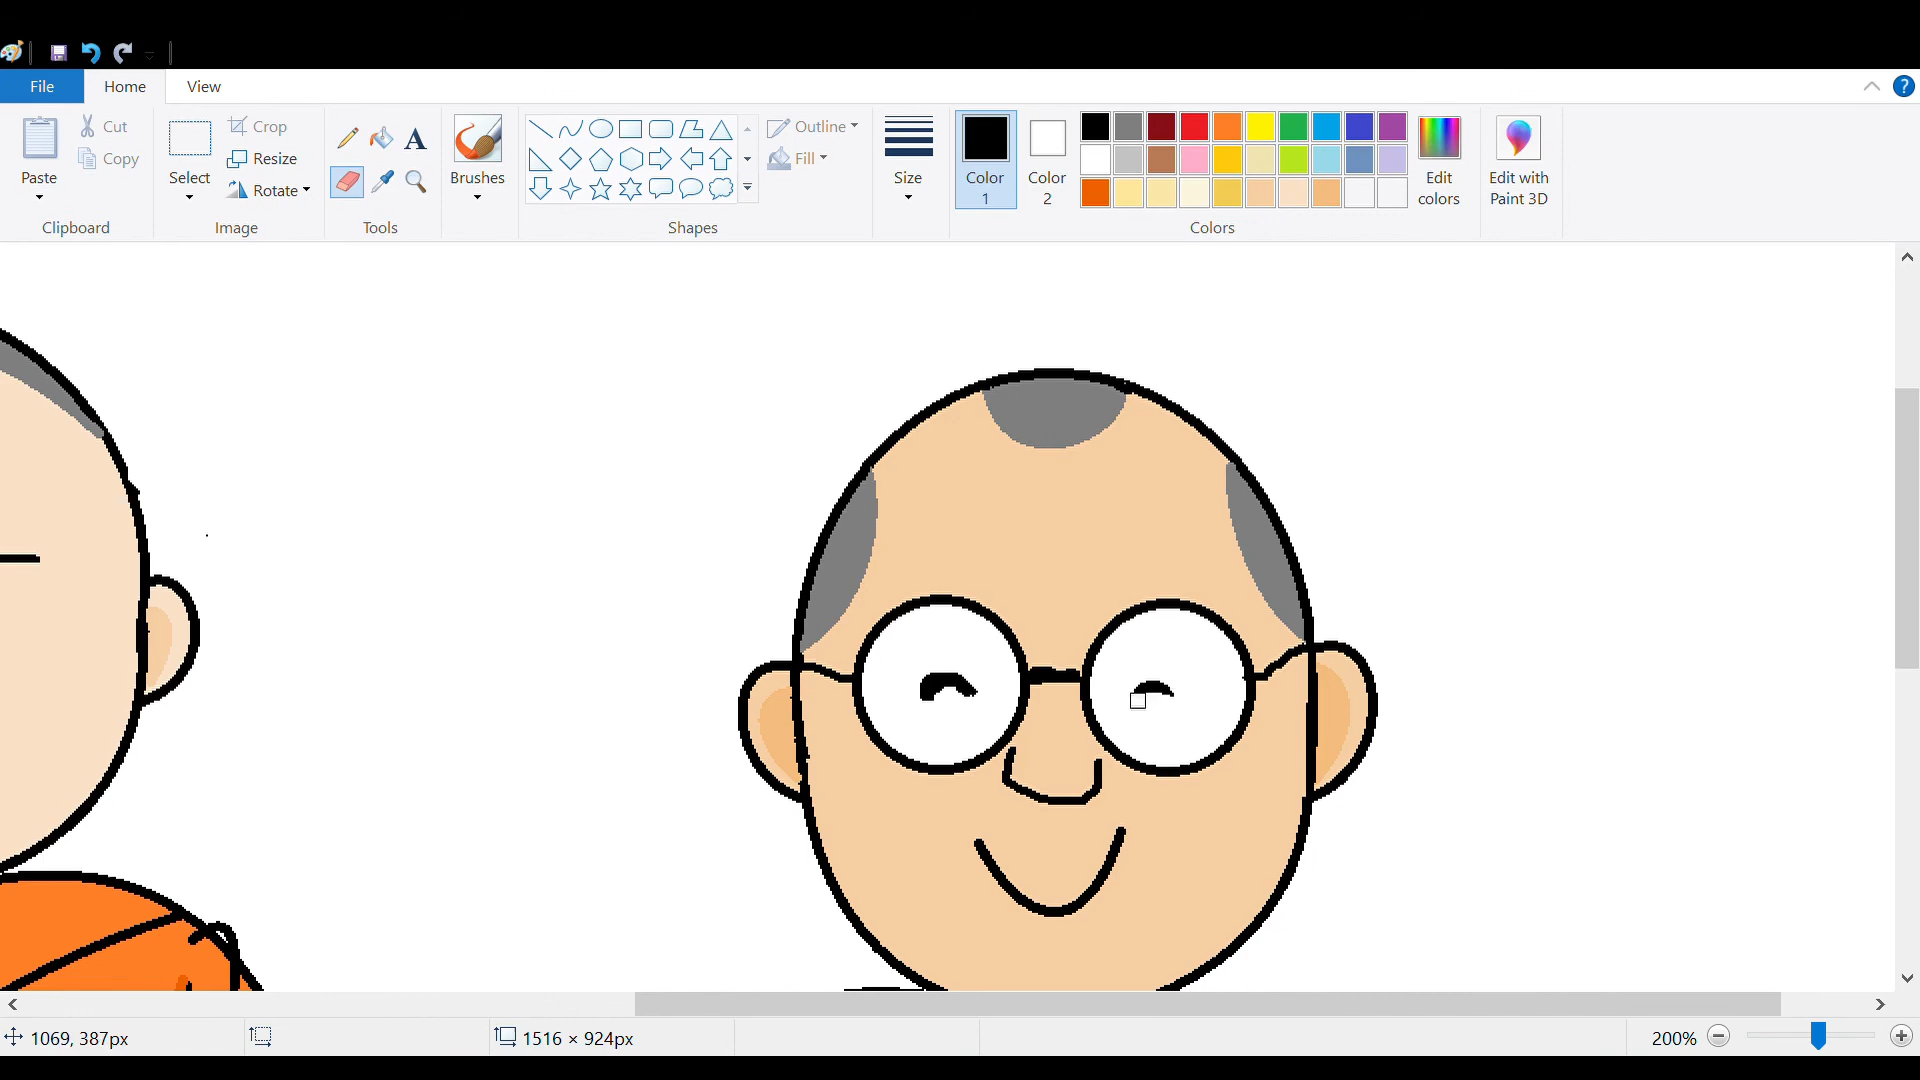 File Home View ?
Paste
Cut
Copy
Clipboard
Select
Crop
Resize
Rotate
Image
A
Tools
Brushes
Shapes
Outline
Fill
Size
Color
1
Color
2
Edit
colors
Colors
Edit with
Paint 3D
1069, 387px 1516 × 924px 200%